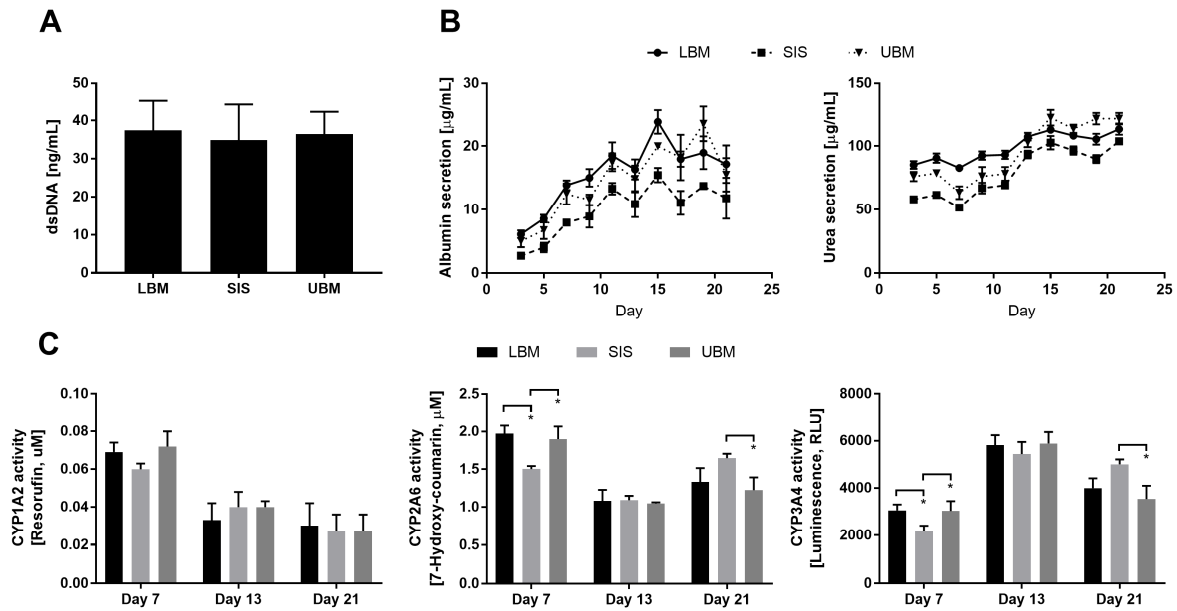 A
B
LBM
SIS
UBM
50
40
30
20
10
0
dsDNA [ng/mL]
LBM
SIS
UBM
30
20
10
0
Albumin secretion [μg/mL]
0
5
10
15
20
25
Day
150
100
50
0
Urea secretion [μg/mL]
0
5
10
15
20
25
Day
C
LBM
SIS
UBM
0.10
0.08
0.06
0.04
0.02
0.00
CYP1A2 activity
[Resorufin, uM]
Day 7
Day 13
Day 21
2.5
2.0
1.5
1.0
0.5
0.0
CYP2A6 activity
[7-Hydroxy-coumarin, μM]
*
*
*
Day 7
Day 13
Day 21
8000
6000
4000
2000
0
CYP3A4 activity
[Luminescence, RLU]
*
*
*
Day 7
Day 13
Day 21